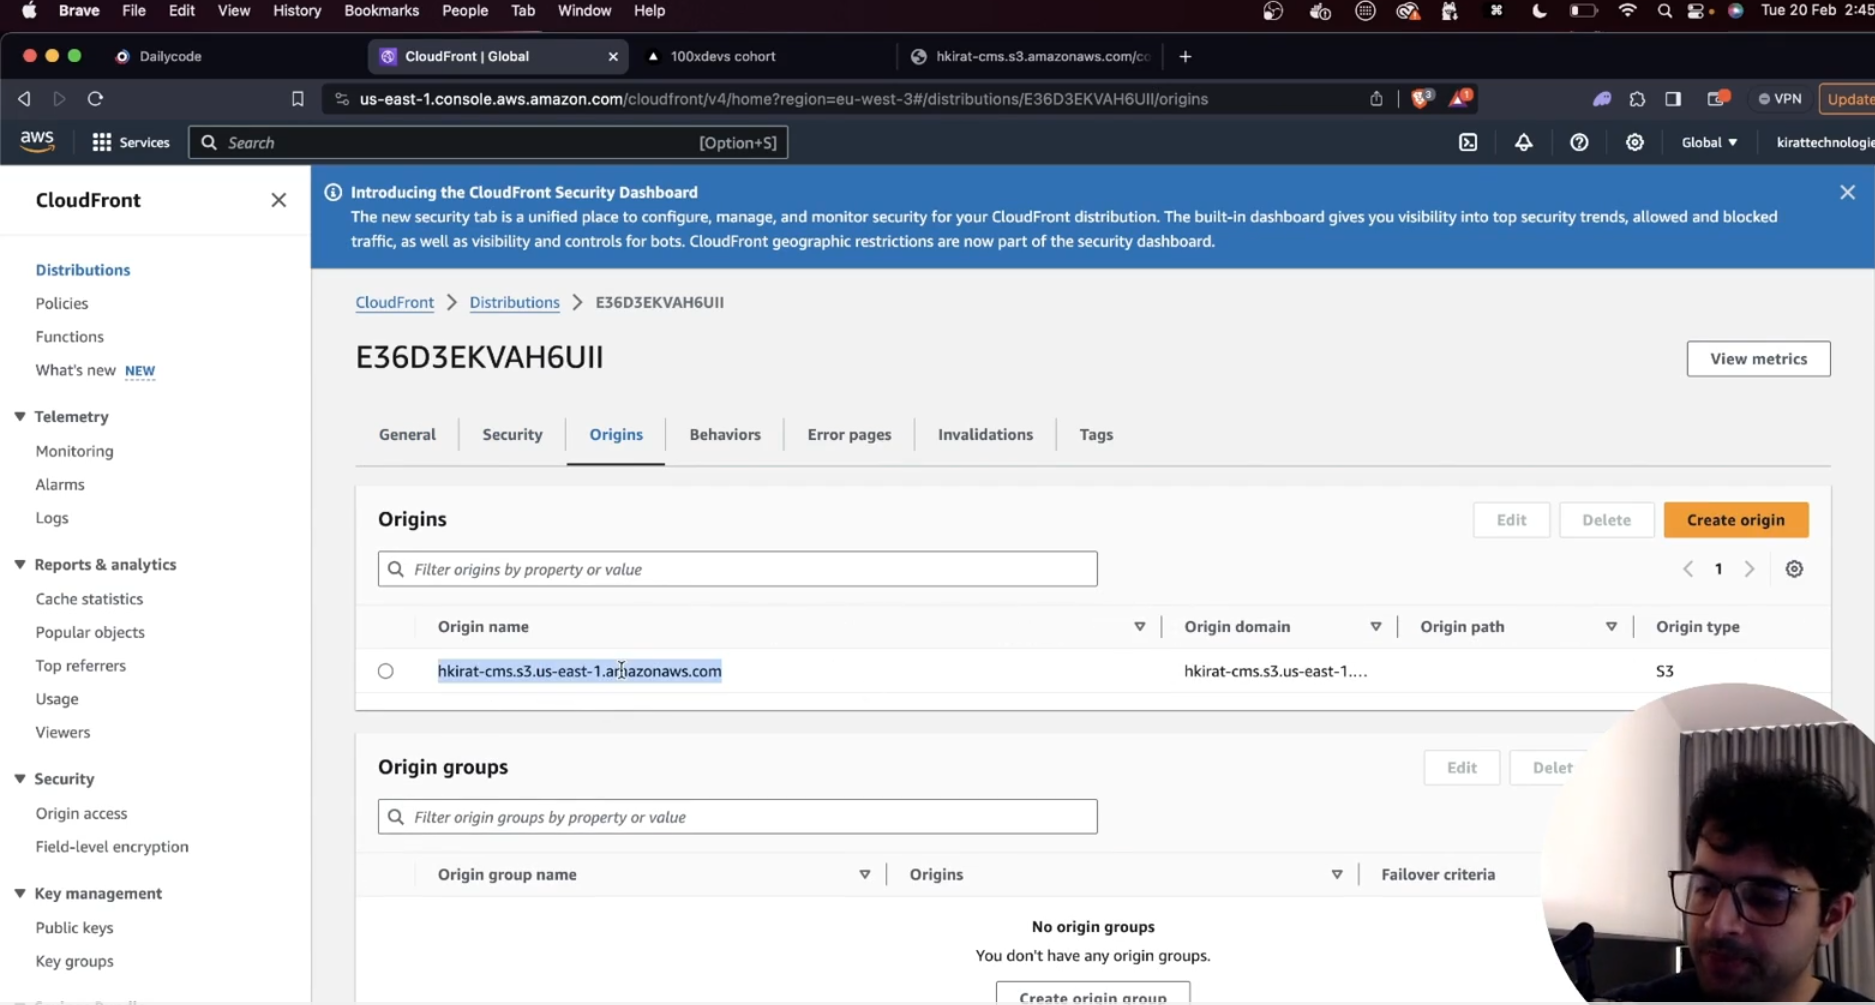 Brave File Edit View History Bookmarks People Tab Window Help Tue 20 Feb 2:45
Dailycode CloudFront | Global 100xdevs cohort hkirat-cms.s3.amazonaws.com/co
us-east-1.console.aws.amazon.com/cloudfront/v4/home?region=eu-west-3#/distributions/E36D3EKVAH6UII/origins 3 1 VPN Update
aws Services Search [Option+S] Global kirattechnologie
CloudFront
Distributions
Policies
Functions
What's new NEW
Telemetry
Monitoring
Alarms
Logs
Reports & analytics
Cache statistics
Popular objects
Top referrers
Usage
Viewers
Security
Origin access
Field-level encryption
Key management
Public keys
Key groups
Introducing the CloudFront Security Dashboard
The new security tab is a unified place to configure, manage, and monitor security for your CloudFront distribution. The built-in dashboard gives you visibility into top security trends, allowed and blocked
traffic, as well as visibility and controls for bots. CloudFront geographic restrictions are now part of the security dashboard.
CloudFront Distributions E36D3EKVAH6UII
E36D3EKVAH6UII View metrics
General Security Origins Behaviors Error pages Invalidations Tags
Origins Edit Delete Create origin
Filter origins by property or value 1
Origin name Origin domain Origin path Origin type
hkirat-cms.s3.us-east-1.amazonaws.com hkirat-cms.s3.us-east-1.... S3
Origin groups Edit Delet
Filter origin groups by property or value
Origin group name Origins Failover criteria
No origin groups
You don't have any origin groups.
Create origin group